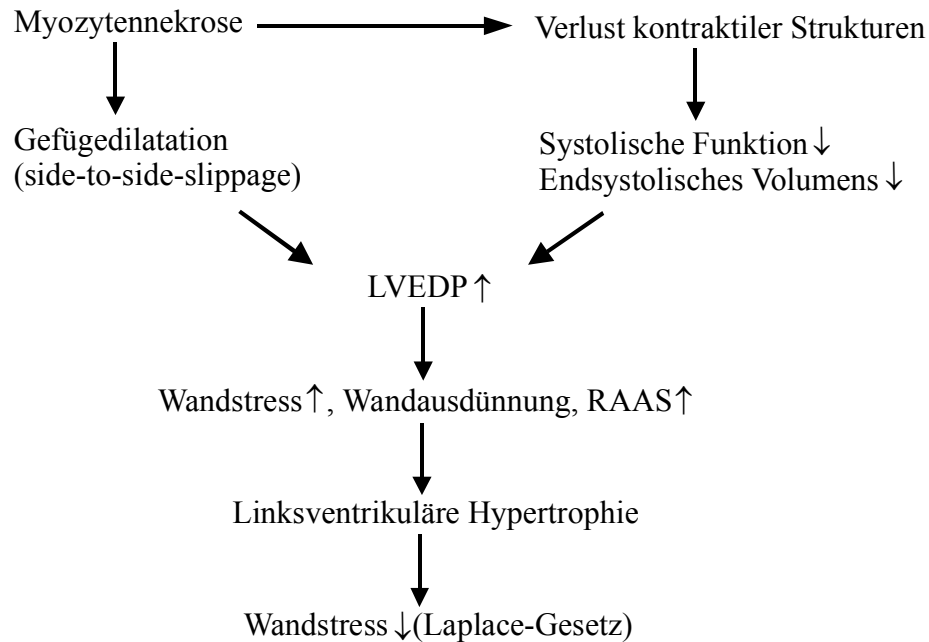 Myozytennekrose
Verlust kontraktiler Strukturen
Gefügedilatation
(side-to-side-slippage)
Systolische Funktion ↓
Endsystolisches Volumens ↓
LVEDP ↑
Wandstress ↑, Wandausdünnung, RAAS ↑
Linksventrikuläre Hypertrophie
Wandstress ↓ (Laplace-Gesetz)